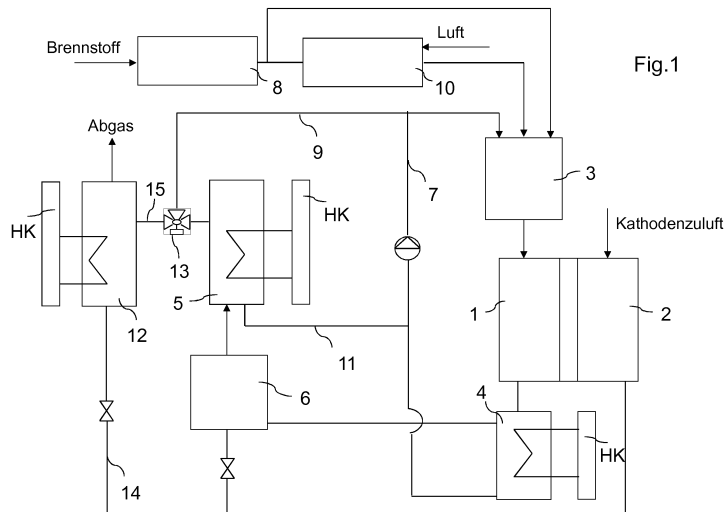 Brennstoff
Luft
Fig.1
8
10
Abgas
9
3
7
15
HK
HK
Kathodenzuluft
13
5
1
2
12
11
6
4
HK
14